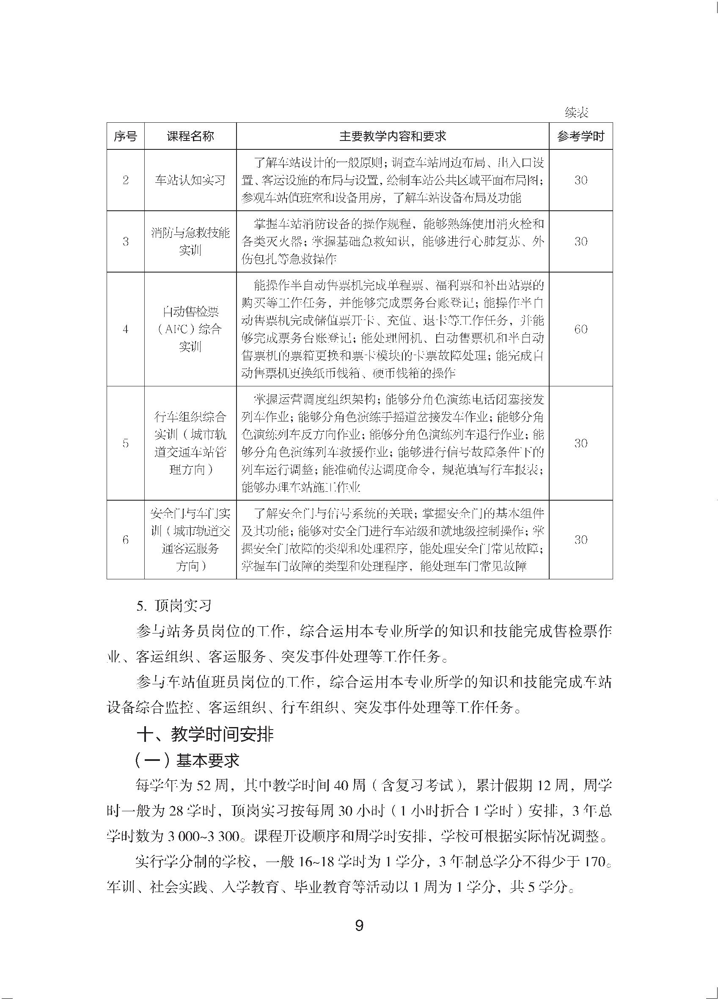 续表
序号 课程名称 主要教学内容和要求 参考学时
2
车站认知实习
了解车站设计的一般原则；调查车站周边布局、出入口设
置、客运设施的布局与设置，绘制车站公共区域平面布局图；
参观车站值班室和设备用房，了解车站设备布局及功能
30
3
消防与急救技能
实训
掌握车站消防设备的操作规程，能够熟练使用消火栓和
各类灭火器；掌握基础急救知识，能够进行心肺复苏、外
伤包扎等急救操作
30
4
自动售检票
（AFC）综合
实训
能操作半自动售票机完成单程票、福利票和补出站票的
购买等工作任务，并能够完成票务台账登记；能操作半自
动售票机完成储值票开卡、充值、退卡等工作任务，并能
够完成票务台账登记；能处理闸机、自动售票机和半自动
售票机的票箱更换和票卡模块的卡票故障处理；能完成自
动售票机更换纸币钱箱、硬币钱箱的操作
60
5
行车组织综合
实训（城市轨
道交通车站管
理方向）
掌握运营调度组织架构；能够分角色演练电话闭塞接发
列车作业；能够分角色演练手摇道岔接发车作业；能够分角
色演练列车反方向作业；能够分角色演练列车退行作业；能
够分角色演练列车救援作业；能够进行信号故障条件下的
列车运行调整；能准确传达调度命令，规范填写行车报表；
能够办理车站施工作业
30
6
安全门与车门实
训（城市轨道交
通客运服务
方向）
了解安全门与信号系统的关联；掌握安全门的基本组件
及其功能；能够对安全门进行车站级和就地级控制操作；掌
握安全门故障的类型和处理程序，能处理安全门常见故障；
掌握车门故障的类型和处理程序，能处理车门常见故障
30
5. 顶岗实习
参与站务员岗位的工作，综合运用本专业所学的知识和技能完成售检票作
业、客运组织、客运服务、突发事件处理等工作任务。
参与车站值班员岗位的工作，综合运用本专业所学的知识和技能完成车站
设备综合监控、客运组织、行车组织、突发事件处理等工作任务。
十、教学时间安排
（一）基本要求
每学年为 52 周，其中教学时间 40 周（含复习考试），累计假期 12 周，周学
时一般为 28 学时，顶岗实习按每周 30 小时（1 小时折合 1 学时）安排，3 年总
学时数为 3 000~3 300。课程开设顺序和周学时安排，学校可根据实际情况调整。
实行学分制的学校，一般 16~18 学时为 1 学分，3 年制总学分不得少于 170。
军训、社会实践、入学教育、毕业教育等活动以 1 周为 1 学分，共 5 学分。
9